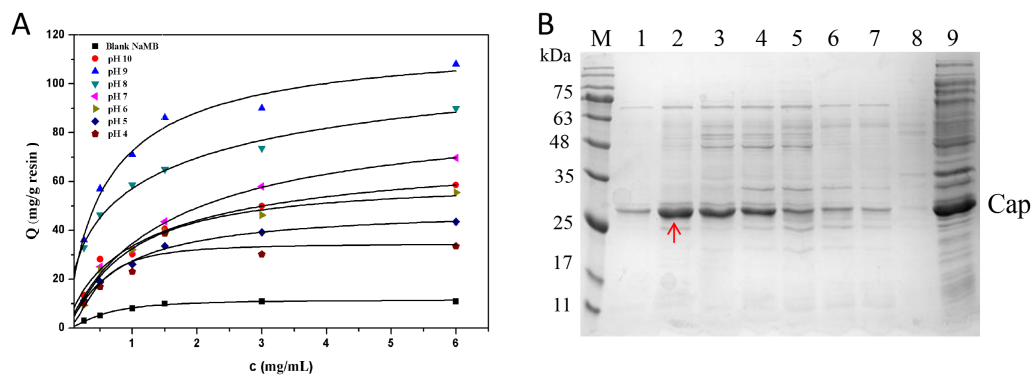 A
120
100
80
60
40
20
0
Q (mg/g resin)
Blank NaMB
pH 10
pH 9
pH 8
pH 7
pH 6
pH 5
pH 4
0 1 2 3 4 5 6
c (mg/mL)
B
M 1 2 3 4 5 6 7 8 9
kDa
75
63
48
35
25
17
11
Cap